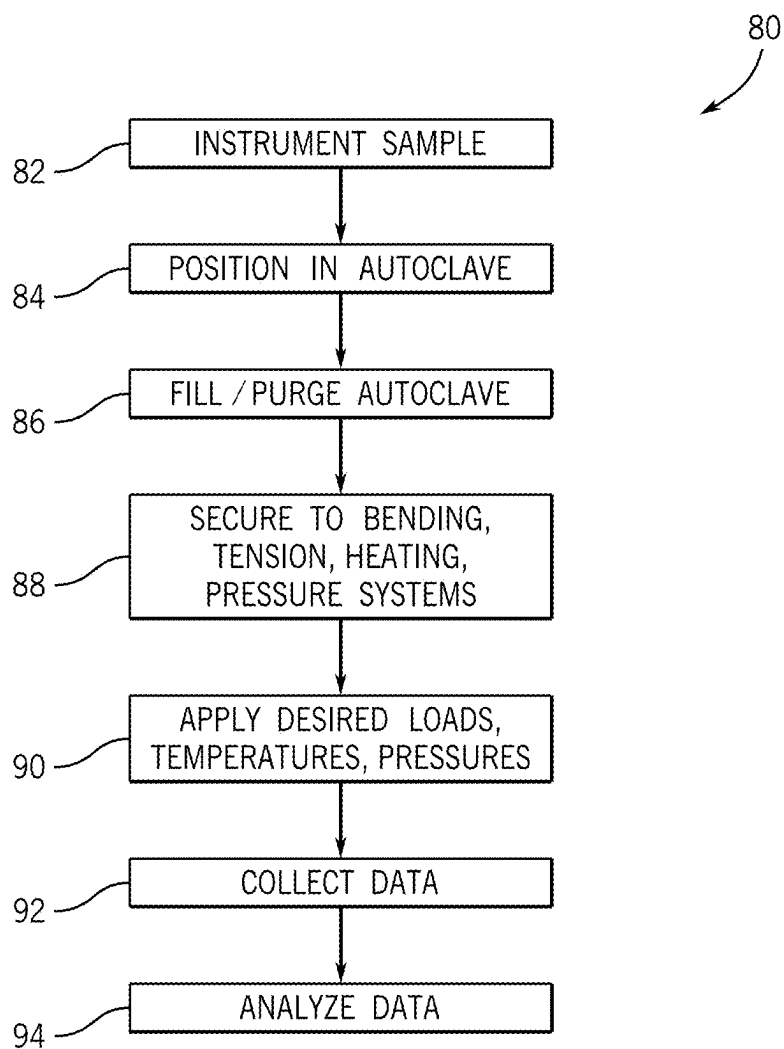 80
INSTRUMENT SAMPLE
82
POSITION IN AUTOCLAVE
84
FILL / PURGE AUTOCLAVE
86
SECURE TO BENDING,
TENSION, HEATING,
PRESSURE SYSTEMS
88
APPLY DESIRED LOADS,
TEMPERATURES, PRESSURES
90
COLLECT DATA
92
ANALYZE DATA
94